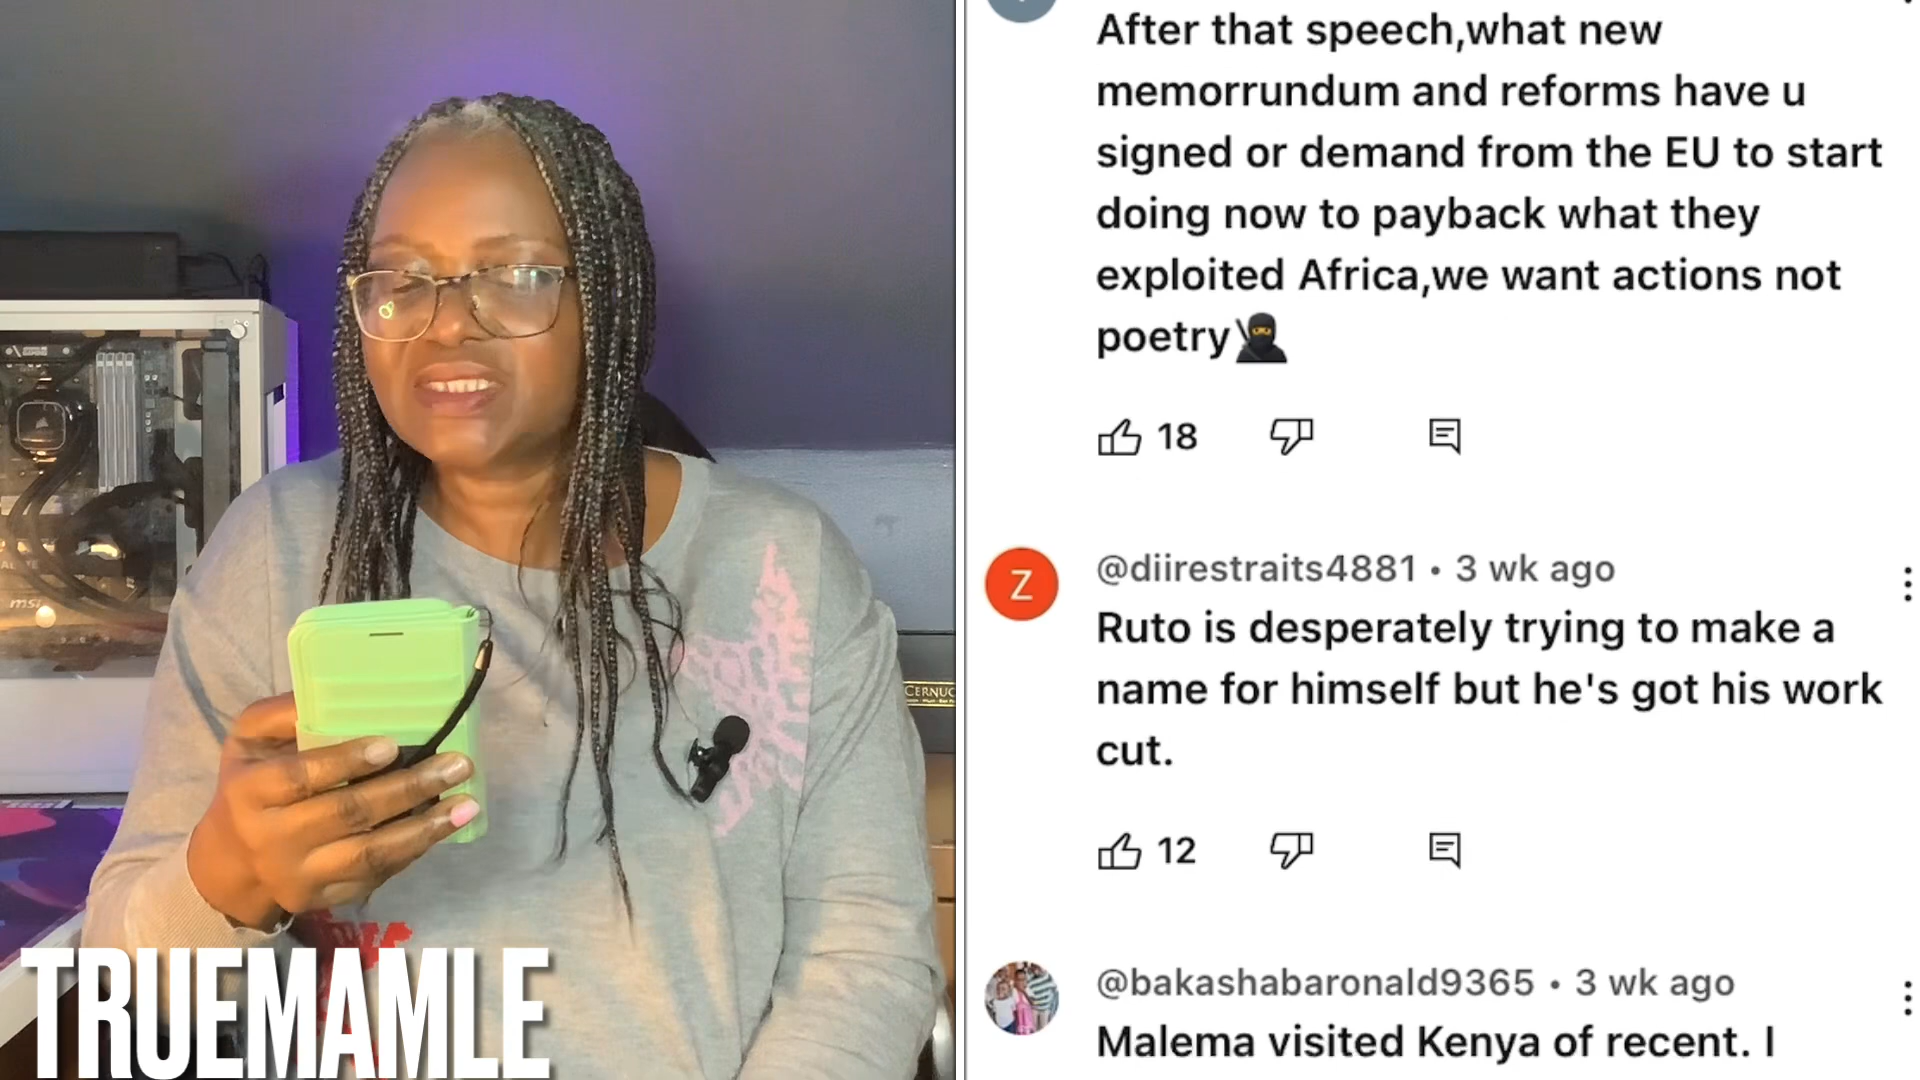 After that speech,what new
memorrundum and reforms have u
signed or demand from the EU to start
doing now to payback what they
exploited Africa,we want actions not
poetry🥷
18
Z
@diirestraits4881 • 3 wk ago
Ruto is desperately trying to make a
name for himself but he's got his work
cut.
12
@bakashabaronald9365 • 3 wk ago
Malema visited Kenya of recent. I
msi
TRUEMAMLE